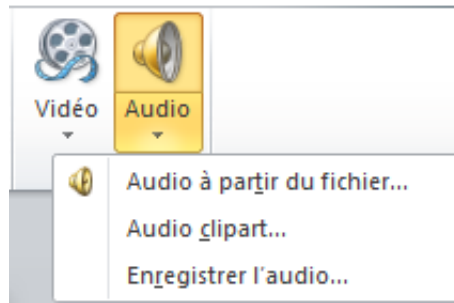 Vidéo Audio
Audio à partir du fichier...
Audio clipart...
Enregistrer l'audio...